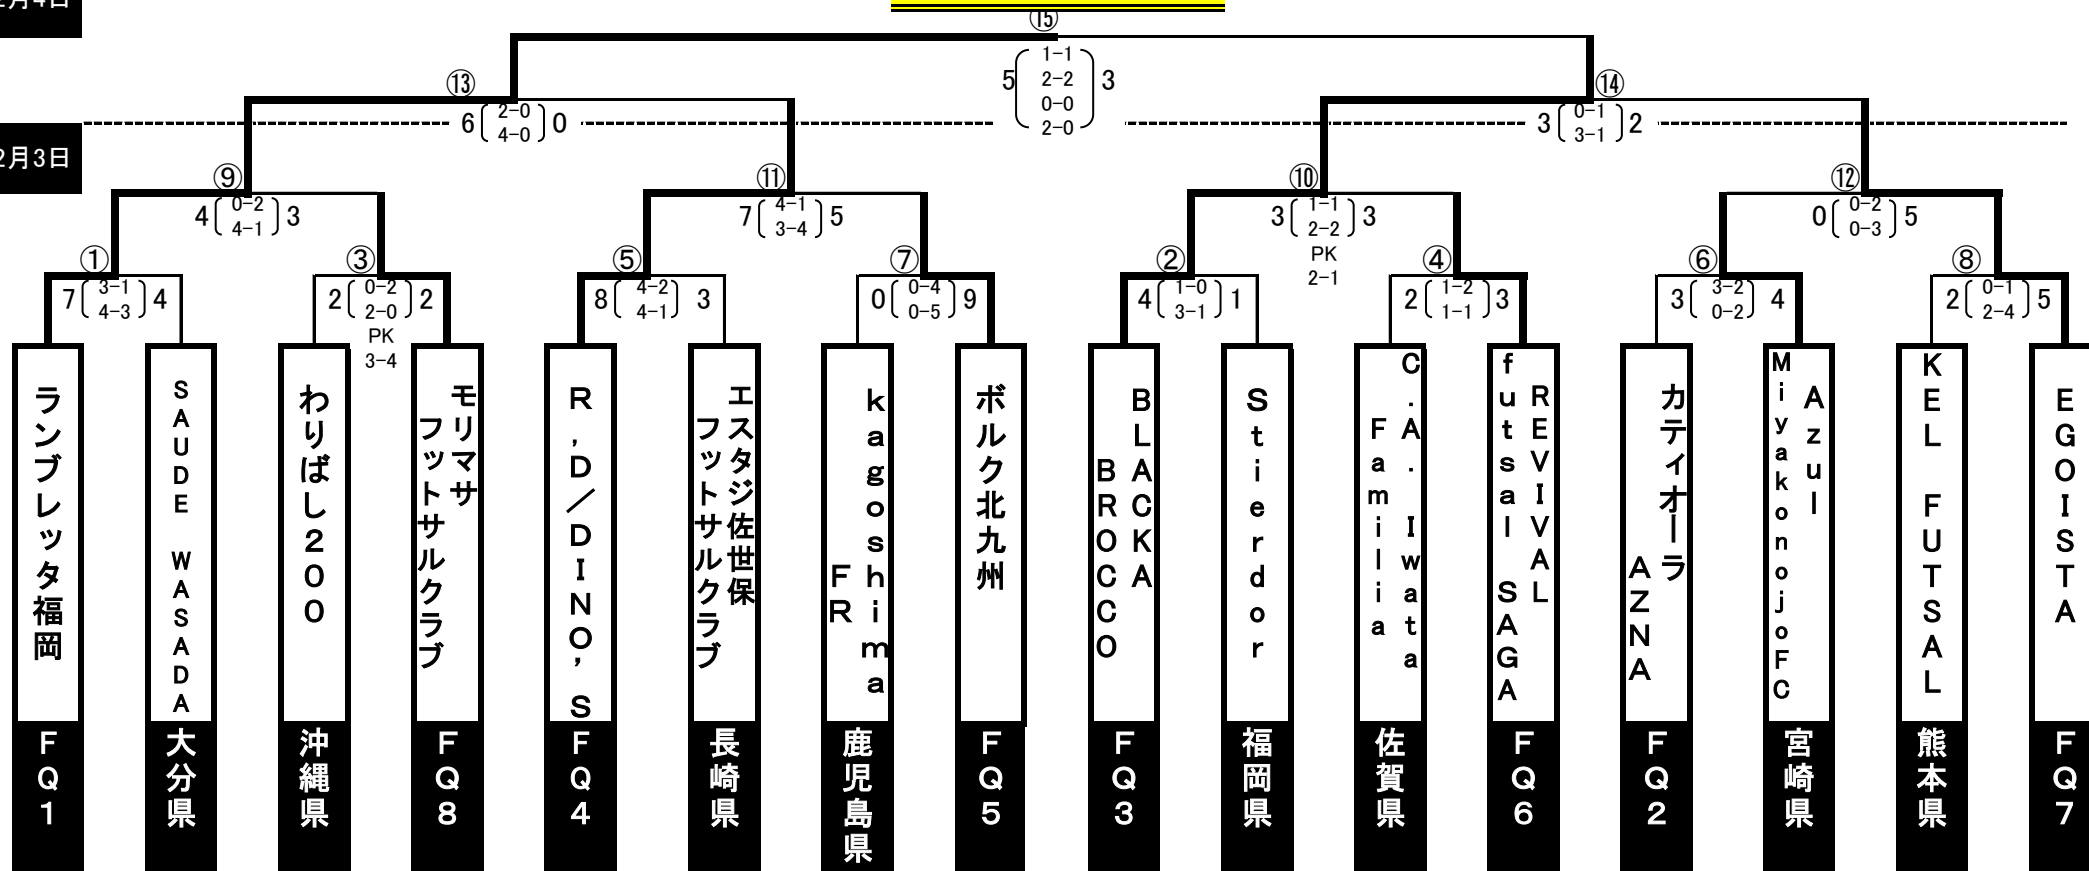 2月4日
⑮
1-1
5 2-2 3
0-0
2-0
⑬
2-0
6 0
4-0
⑭
0-1
3 2
3-1
2月3日
⑨
0-2
4 3
4-1
⑪
4-1
7 5
3-4
⑩
1-1
3 3
2-2
PK
2-1
⑫
0-2
0 5
0-3
①
3-1
7 4
4-3
③
0-2
2 2
2-0
PK
3-4
⑤
4-2
8 3
4-1
⑦
0-4
0 9
0-5
②
1-0
4 1
3-1
④
1-2
2 3
1-1
⑥
3-2
3 4
0-2
⑧
0-1
2 5
2-4
ランブレッタ福岡
FQ1
SAUDE WASADA
大分県
わりばし200
沖縄県
モリマサ
フットサルクラブ
FQ8
R,D/DINO’S
FQ4
エスタジ佐世保
フットサルクラブ
長崎県
kagoshima
FR
鹿児島県
ボルク北九州
FQ5
BLACKA
BROCCO
FQ3
Stierdor
福岡県
C.A. Iwata
Familia
佐賀県
REVIVAL
futsal SAGA
FQ6
カティオーラ
AZNA
FQ2
Azul
MiyakonojoFC
宮崎県
KEL FUTSAL
熊本県
EGOISTA
FQ7